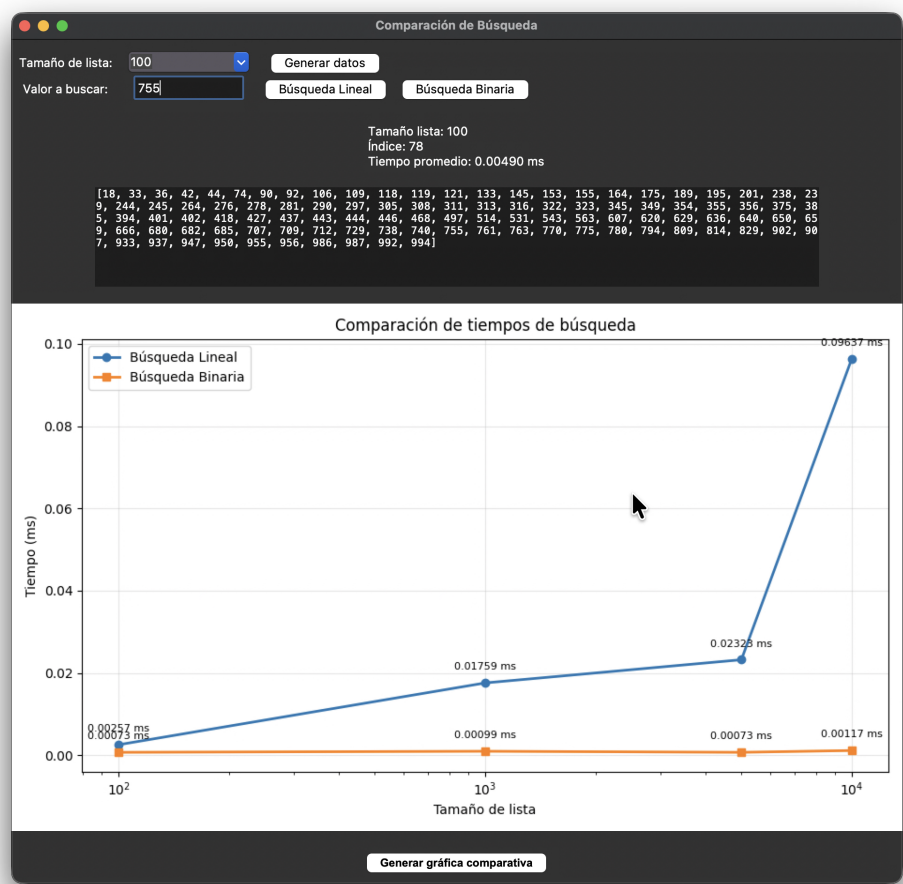 Comparación de Búsqueda
Tamaño de lista: 100 Generar datos
Valor a buscar: 755 Búsqueda Lineal Búsqueda Binaria
Tamaño lista: 100
Índice: 78
Tiempo promedio: 0.00490 ms
[18, 33, 36, 42, 44, 74, 90, 92, 106, 109, 118, 119, 121, 133, 145, 153, 155, 164, 175, 189, 195, 201, 238, 23
9, 244, 245, 264, 276, 278, 281, 290, 297, 305, 308, 311, 313, 316, 322, 323, 345, 349, 354, 355, 356, 375, 38
5, 394, 401, 402, 418, 427, 437, 443, 444, 446, 468, 497, 514, 531, 543, 563, 607, 620, 629, 636, 640, 650, 65
9, 666, 680, 682, 685, 707, 709, 712, 729, 738, 740, 755, 761, 763, 770, 775, 780, 794, 809, 814, 829, 902, 90
7, 933, 937, 947, 950, 955, 956, 986, 987, 992, 994]
Comparación de tiempos de búsqueda
Búsqueda Lineal
Búsqueda Binaria
0.10
0.08
0.06
0.04
0.02
0.00
Tiempo (ms)
0.00257 ms
0.00073 ms
0.01759 ms
0.00099 ms
0.02323 ms
0.00073 ms
0.09637 ms
0.00117 ms
10² 10³ 10⁴
Tamaño de lista
Generar gráfica comparativa